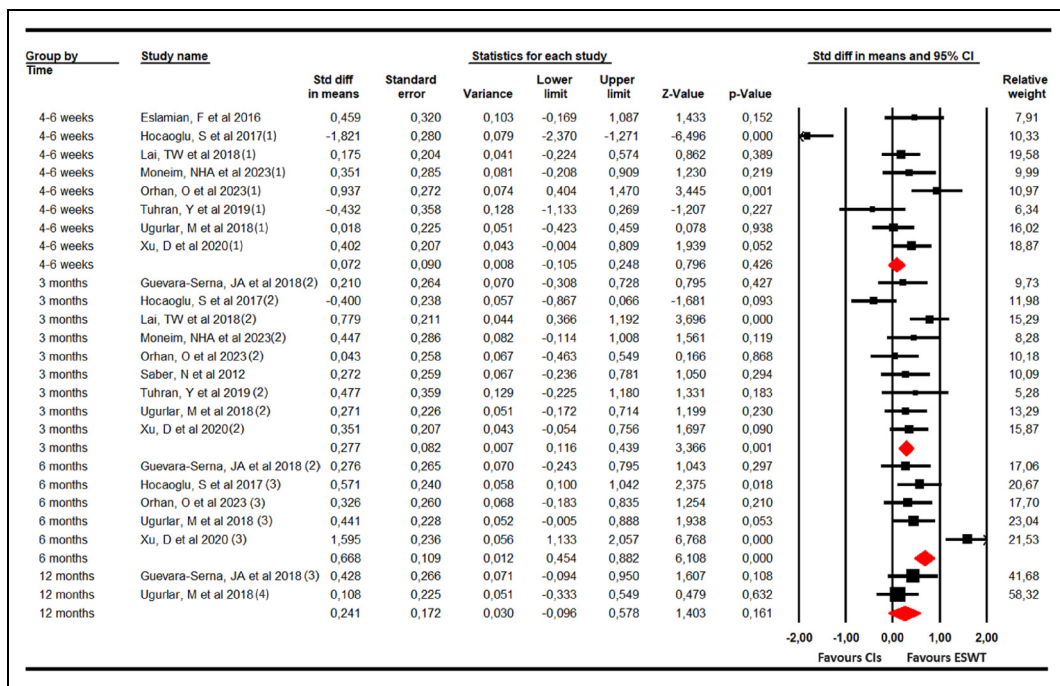 Group by Study name Statistics for each study Std diff in means and 95% CI
Time
Std diff Standard Lower Upper Relative
in means error Variance limit limit Z-Value p-Value weight
4-6 weeks Eslamian, F et al 2016 0,459 0,320 0,103 -0,169 1,087 1,433 0,152 7,91
4-6 weeks Hocaoglu, S et al 2017(1) -1,821 0,280 0,079 -2,370 -1,271 -6,496 0,000 10,33
4-6 weeks Lai, TW et al 2018(1) 0,175 0,204 0,041 -0,224 0,574 0,862 0,389 19,58
4-6 weeks Moneim, NHA et al 2023(1) 0,351 0,285 0,081 -0,208 0,909 1,230 0,219 9,99
4-6 weeks Orhan, O et al 2023(1) 0,937 0,272 0,074 0,404 1,470 3,445 0,001 10,97
4-6 weeks Tuhran, Y et al 2019(1) -0,432 0,358 0,128 -1,133 0,269 -1,207 0,227 6,34
4-6 weeks Ugurlar, M et al 2018(1) 0,018 0,225 0,051 -0,423 0,459 0,078 0,938 16,02
4-6 weeks Xu, D et al 2020(1) 0,402 0,207 0,043 -0,004 0,809 1,939 0,052 18,87
4-6 weeks 0,072 0,090 0,008 -0,105 0,248 0,796 0,426
3 months Guevara-Serna, JA et al 2018(2) 0,210 0,264 0,070 -0,308 0,728 0,795 0,427 9,73
3 months Hocaoglu, S et al 2017(2) -0,400 0,238 0,057 -0,867 0,066 -1,681 0,093 11,98
3 months Lai, TW et al 2018(2) 0,779 0,211 0,044 0,366 1,192 3,696 0,000 15,29
3 months Moneim, NHA et al 2023(2) 0,447 0,286 0,082 -0,114 1,008 1,561 0,119 8,28
3 months Orhan, O et al 2023(2) 0,043 0,258 0,067 -0,463 0,549 0,166 0,868 10,18
3 months Saber, N et al 2012 0,272 0,259 0,067 -0,236 0,781 1,050 0,294 10,09
3 months Tuhran, Y et al 2019(2) 0,477 0,359 0,129 -0,225 1,180 1,331 0,183 5,28
3 months Ugurlar, M et al 2018(2) 0,271 0,226 0,051 -0,172 0,714 1,199 0,230 13,29
3 months Xu, D et al 2020(2) 0,351 0,207 0,043 -0,054 0,756 1,697 0,090 15,87
3 months 0,277 0,082 0,007 0,116 0,439 3,366 0,001
6 months Guevara-Serna, JA et al 2018(2) 0,276 0,265 0,070 -0,243 0,795 1,043 0,297 17,06
6 months Hocaoglu, S et al 2017 (3) 0,571 0,240 0,058 0,100 1,042 2,375 0,018 20,67
6 months Orhan, O et al 2023 (3) 0,326 0,260 0,068 -0,183 0,835 1,254 0,210 17,70
6 months Ugurlar, M et al 2018 (3) 0,441 0,228 0,052 -0,005 0,888 1,938 0,053 23,04
6 months Xu, D et al 2020 (3) 1,595 0,236 0,056 1,133 2,057 6,768 0,000 21,53
6 months 0,668 0,109 0,012 0,454 0,882 6,108 0,000
12 months Guevara-Serna, JA et al 2018(3) 0,428 0,266 0,071 -0,094 0,950 1,607 0,108 41,68
12 months Ugurlar, M et al 2018(4) 0,108 0,225 0,051 -0,333 0,549 0,479 0,632 58,32
12 months 0,241 0,172 0,030 -0,096 0,578 1,403 0,161
-2,00 -1,00 0,00 1,00 2,00
Favours CIs Favours ESWT